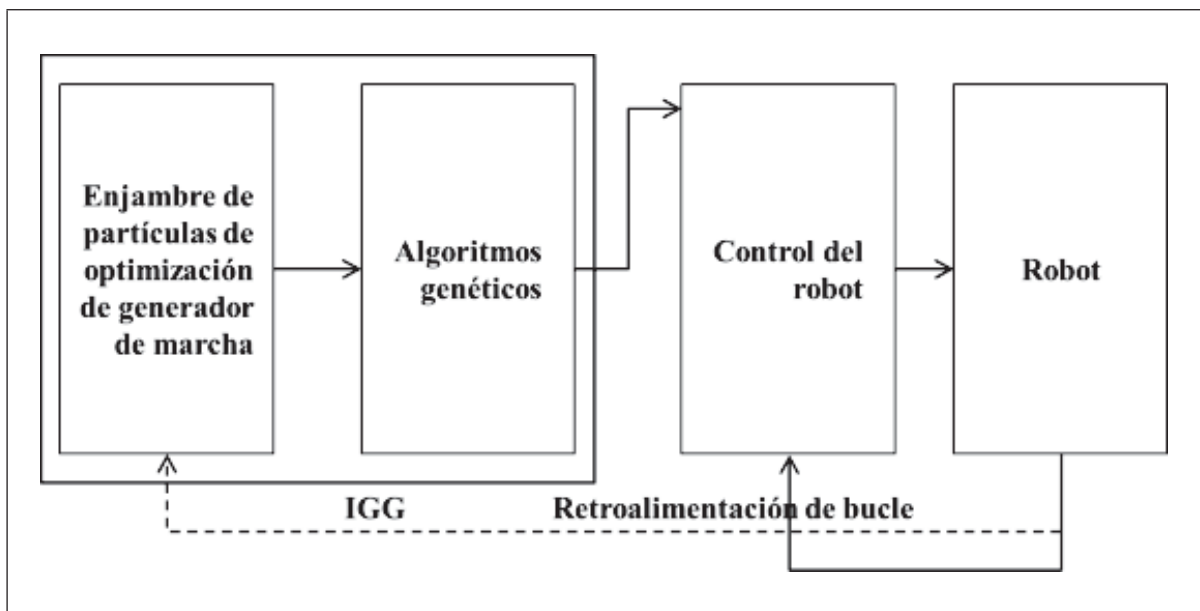 Enjambre de
partículas de
optimización
de generador
de marcha
Algoritmos
genéticos
Control del
robot
Robot
IGG
Retroalimentación de bucle